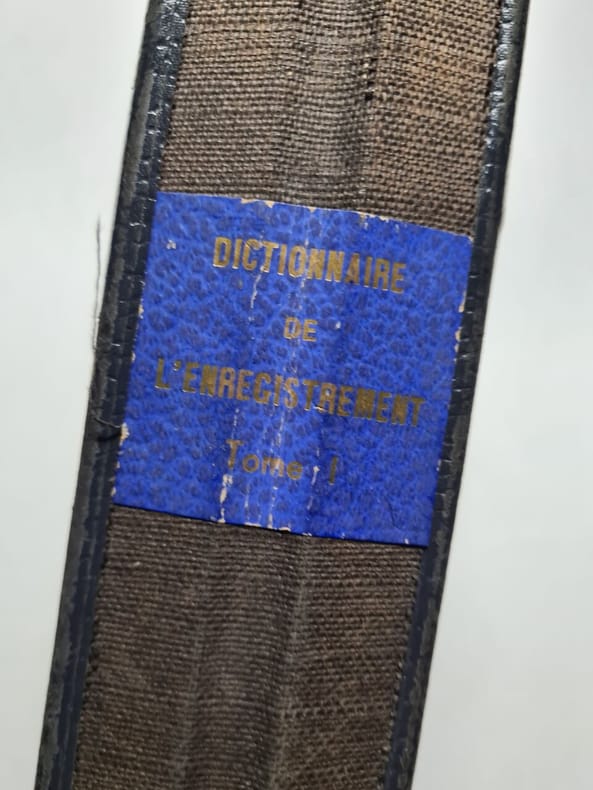 DICTIONNAIRE
DE
L'ENREGISTREMENT
Tome I